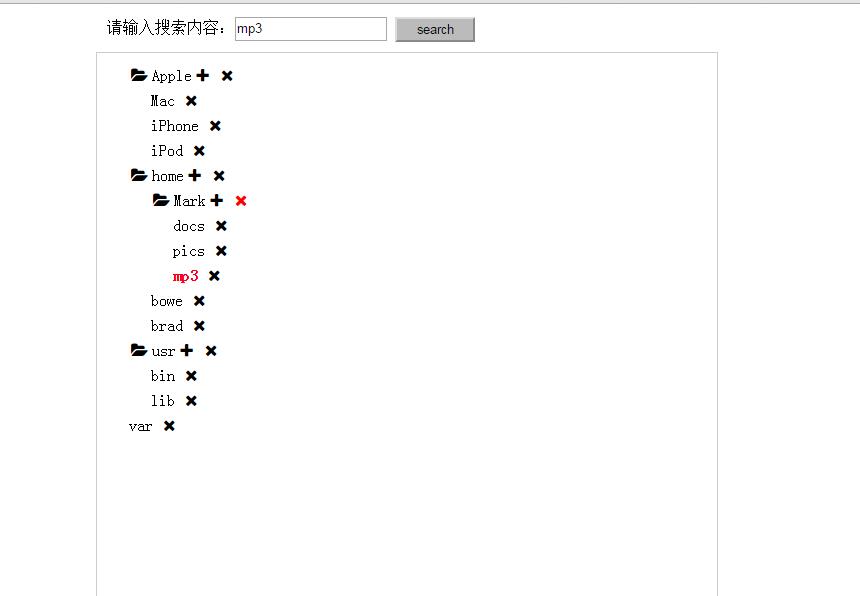 请输入搜索内容： mp3 search
Apple
Mac
iPhone
iPod
home
Mark
docs
pics
mp3
bowe
brad
usr
bin
lib
var